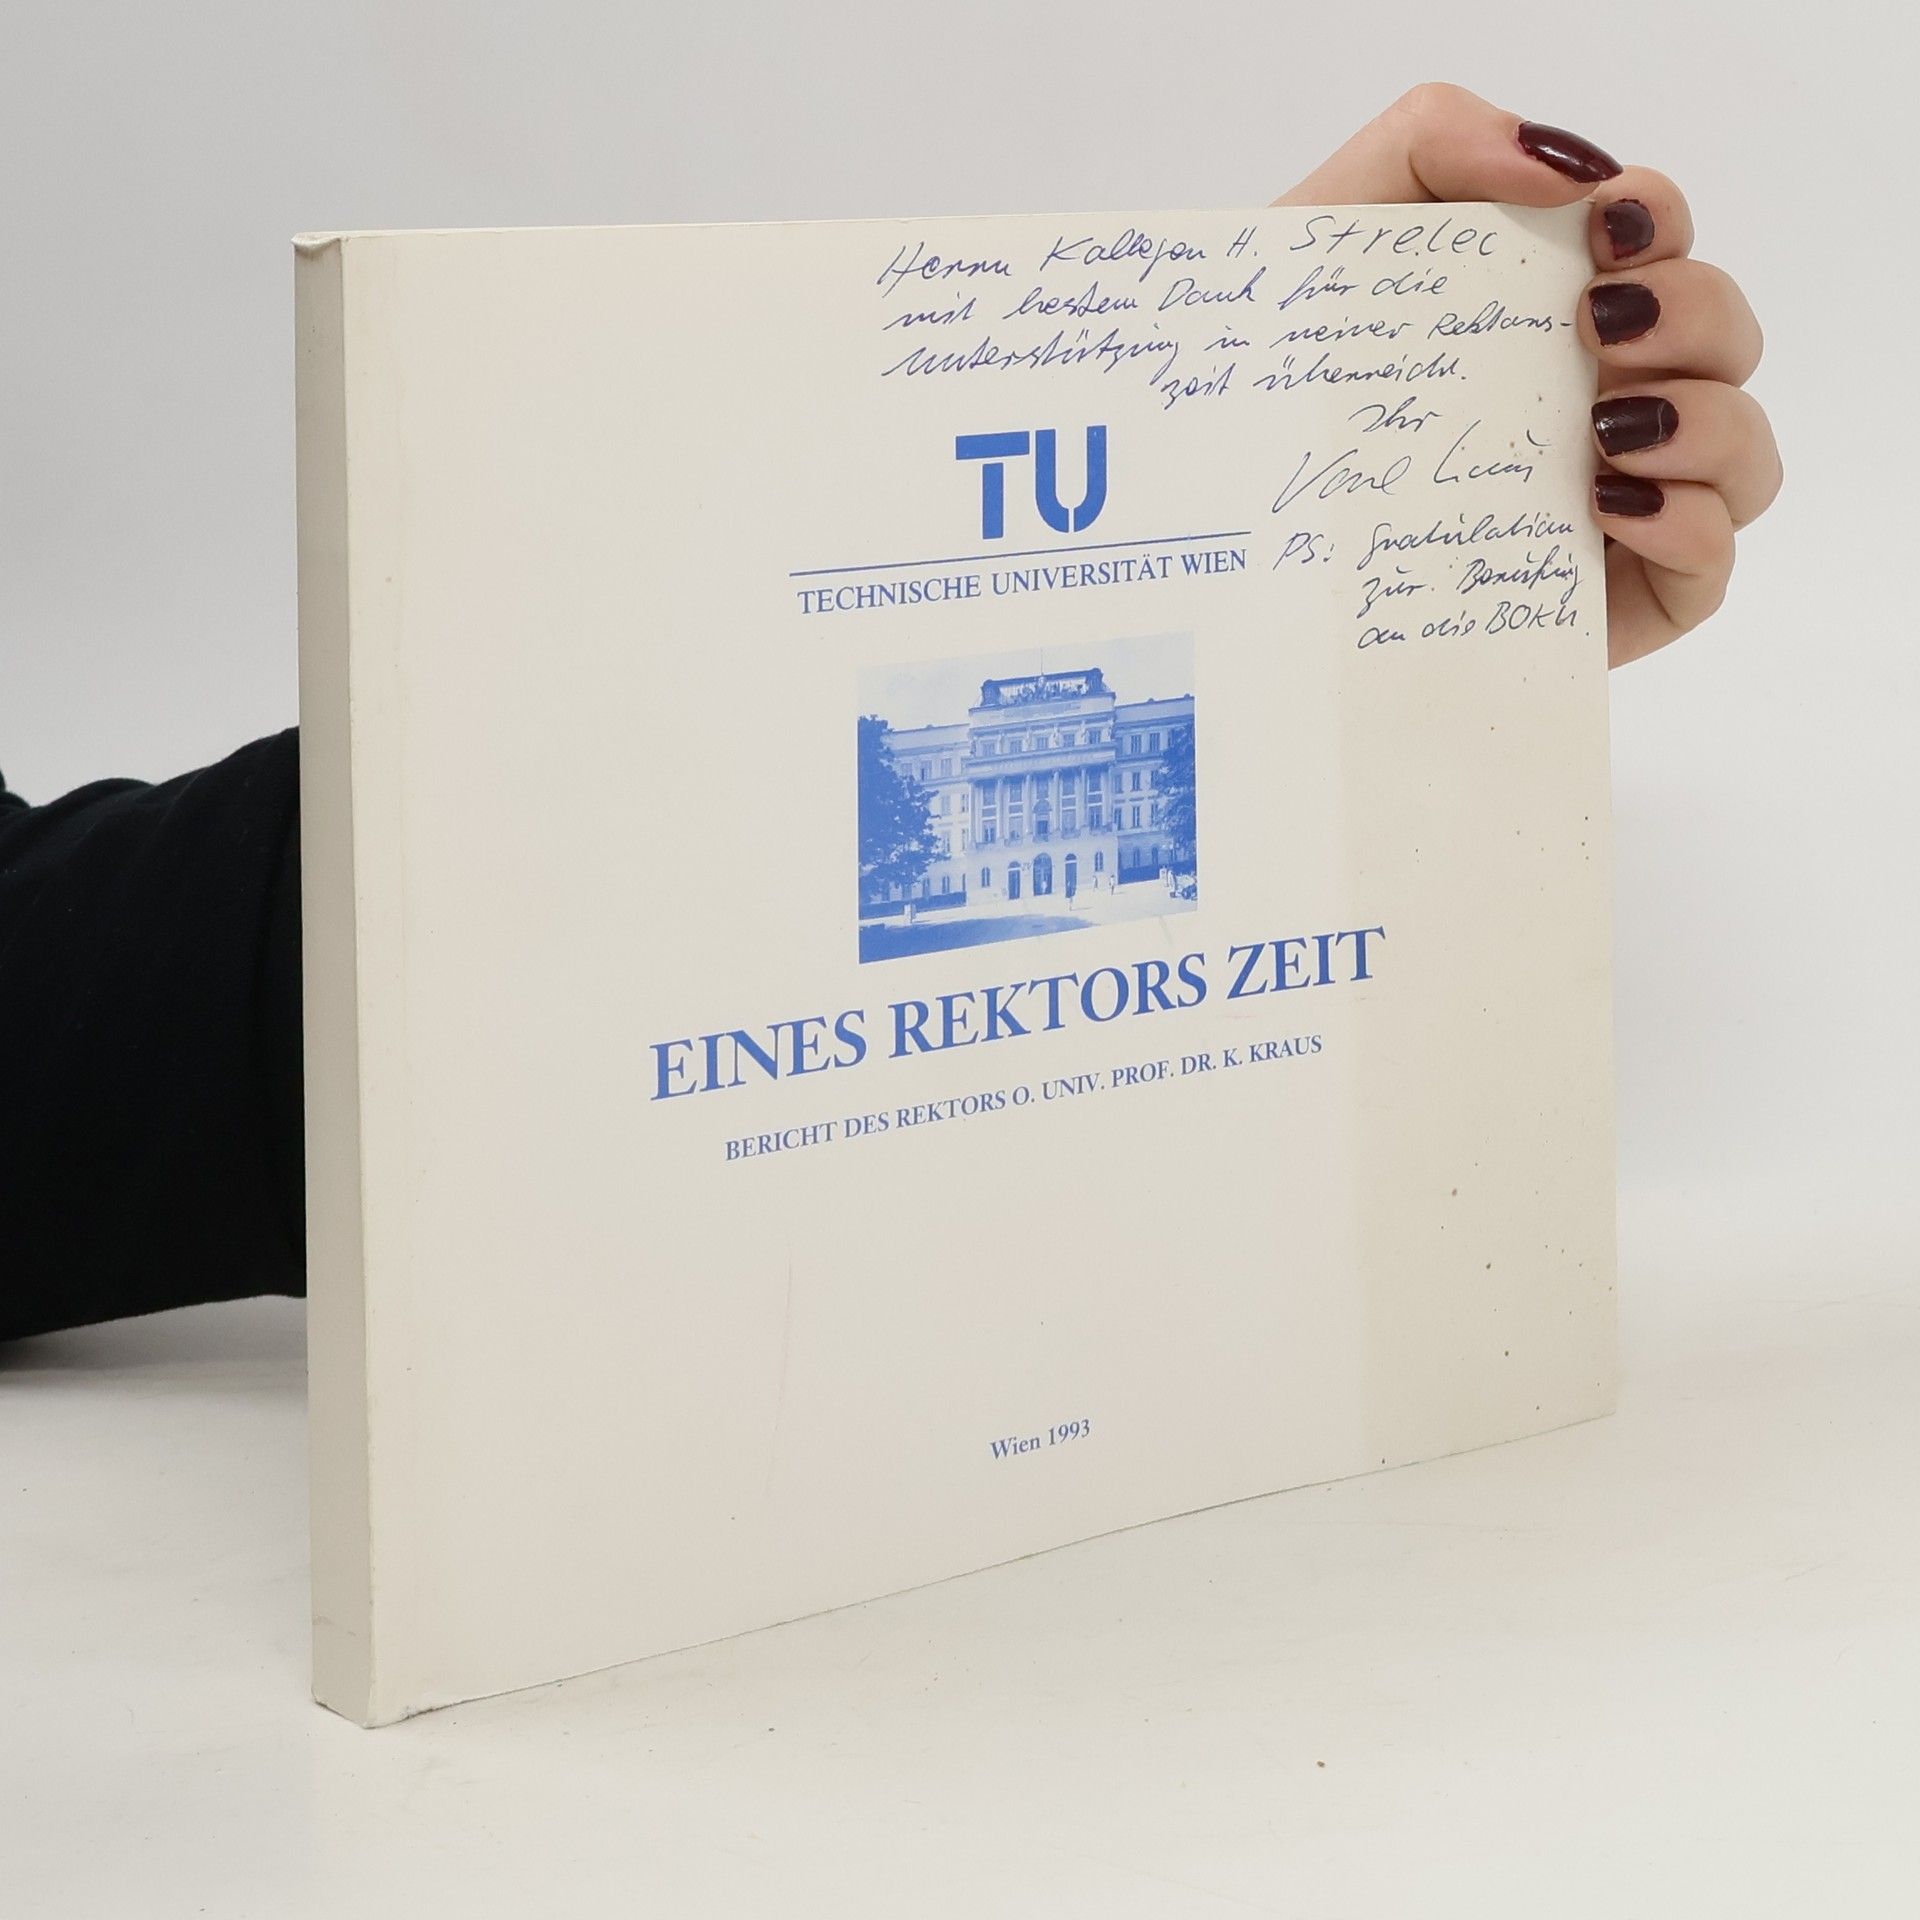 Herrn Kollegen H. Strelec
mit bestem Dank für die
Unterstützung in meiner Rektors-
zeit überreicht.
Ihr
Karl Kraus
PS: Gratulation
zur Berufung
an die BOKU.
TU
TECHNISCHE UNIVERSITÄT WIEN
EINES REKTORS ZEIT
BERICHT DES REKTORS O. UNIV. PROF. DR. K. KRAUS
Wien 1993